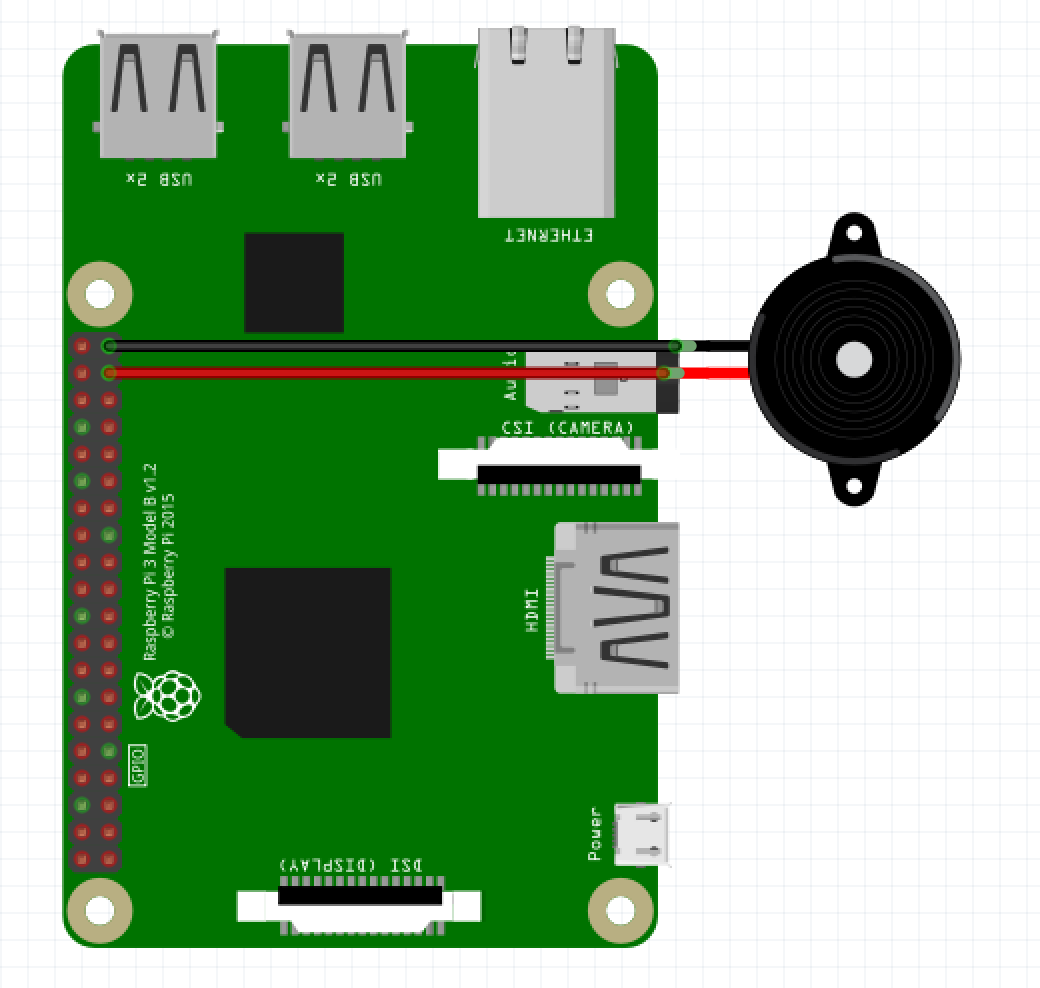 USB 2x
USB 2x
ETHERNET
Audio
CSI (CAMERA)
Raspberry Pi 3 Model B v1.2
© Raspberry Pi 2015
HDMI
GPIO
Power
DSI (DISPLAY)